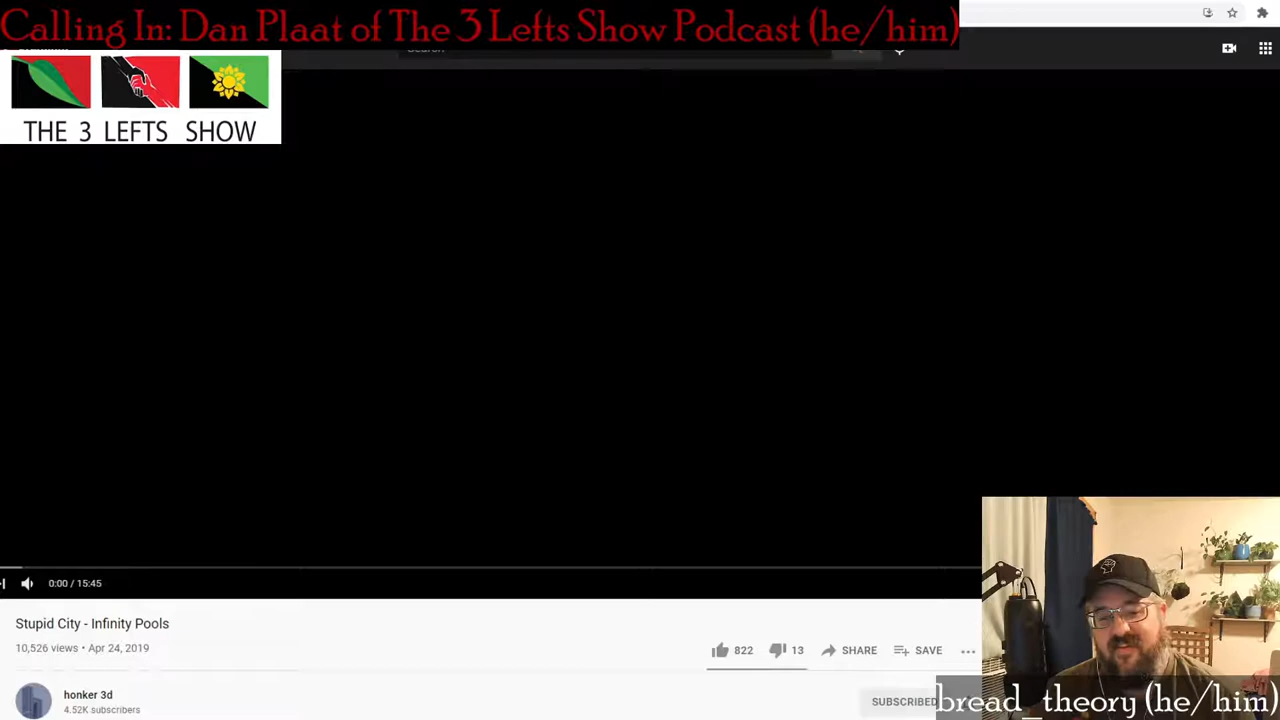 Calling In: Dan Plaat of The 3 Lefts Show Podcast (he/him)
Search
THE 3 LEFTS SHOW
0:00 / 15:45
Stupid City - Infinity Pools
10,526 views • Apr 24, 2019
822
13
SHARE
SAVE
honker 3d
4.52K subscribers
SUBSCRIBED
bread_theory (he/him)